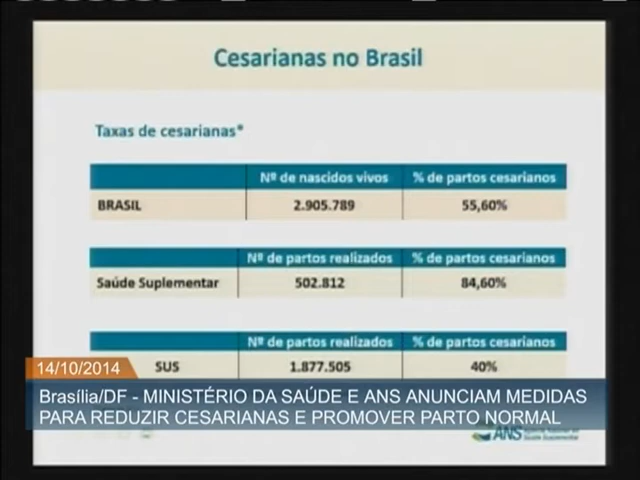 Cesarianas no Brasil
Taxas de cesarianas*
Nº de nascidos vivos % de partos cesarianos
BRASIL 2.905.789 55,60%
Nº de partos realizados % de partos cesarianos
Saúde Suplementar 502.812 84,60%
Nº de partos realizados % de partos cesarianos
SUS 1.877.505 40%
14/10/2014
Brasília/DF - MINISTÉRIO DA SAÚDE E ANS ANUNCIAM MEDIDAS
PARA REDUZIR CESARIANAS E PROMOVER PARTO NORMAL
ANS
Saúde Suplementar